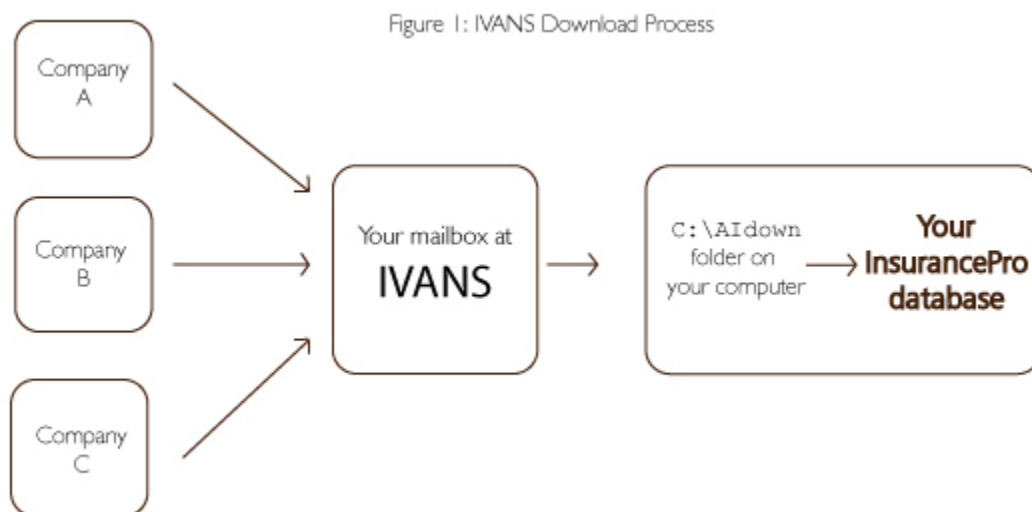 Figure 1: IVANS Download Process
Company
A
Company
B
Company
C
Your mailbox at
IVANS
C:\AIdown
folder on
your computer
Your
InsurancePro
database